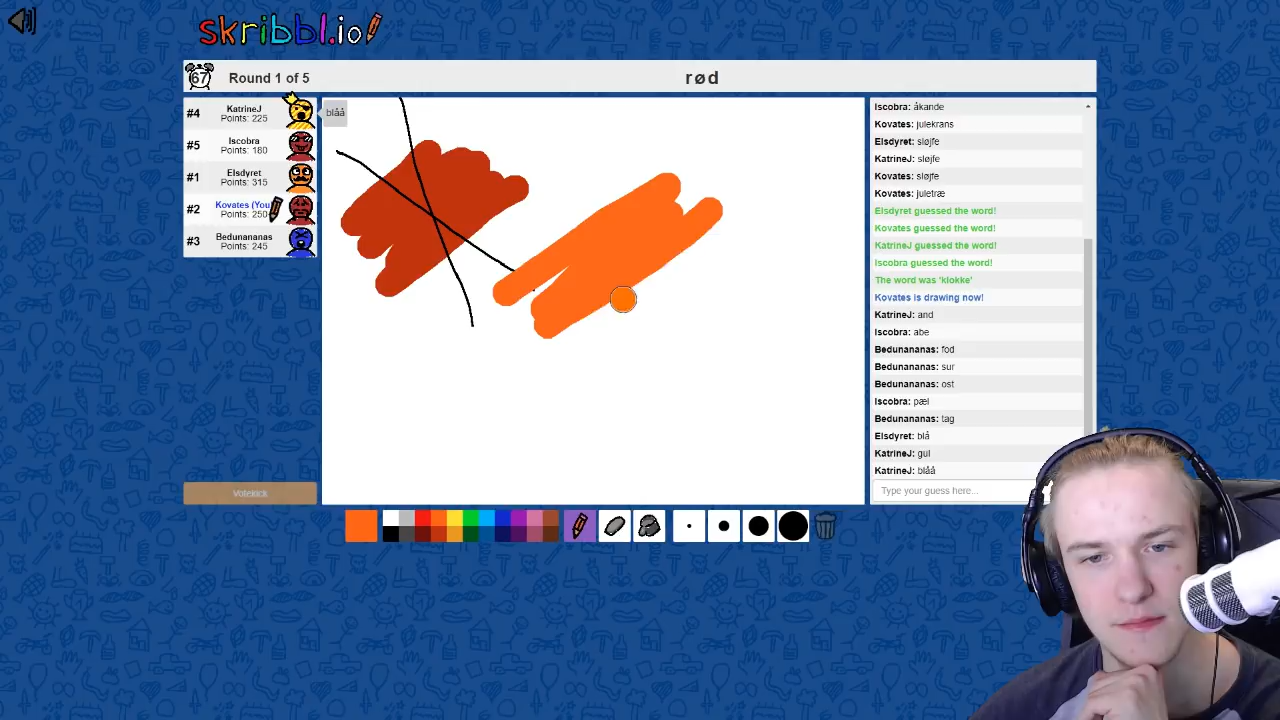 skribbl.io
67
Round 1 of 5
rød
#4 KatrineJ
Points: 225
blåå
#5 Iscobra
Points: 180
#1 Elsdyret
Points: 315
#2 Kovates (You
Points: 250
#3 Bedunananas
Points: 245
Votekick
Iscobra: åkande
Kovates: julekrans
Elsdyret: sløjfe
KatrineJ: sløjfe
Kovates: sløjfe
Kovates: juletræ
Elsdyret guessed the word!
Kovates guessed the word!
KatrineJ guessed the word!
Iscobra guessed the word!
The word was 'klokke'
Kovates is drawing now!
KatrineJ: and
Iscobra: abe
Bedunananas: fod
Bedunananas: sur
Bedunananas: ost
Iscobra: pæl
Bedunananas: tag
Elsdyret: blå
KatrineJ: gul
KatrineJ: blåå
Type your guess here...